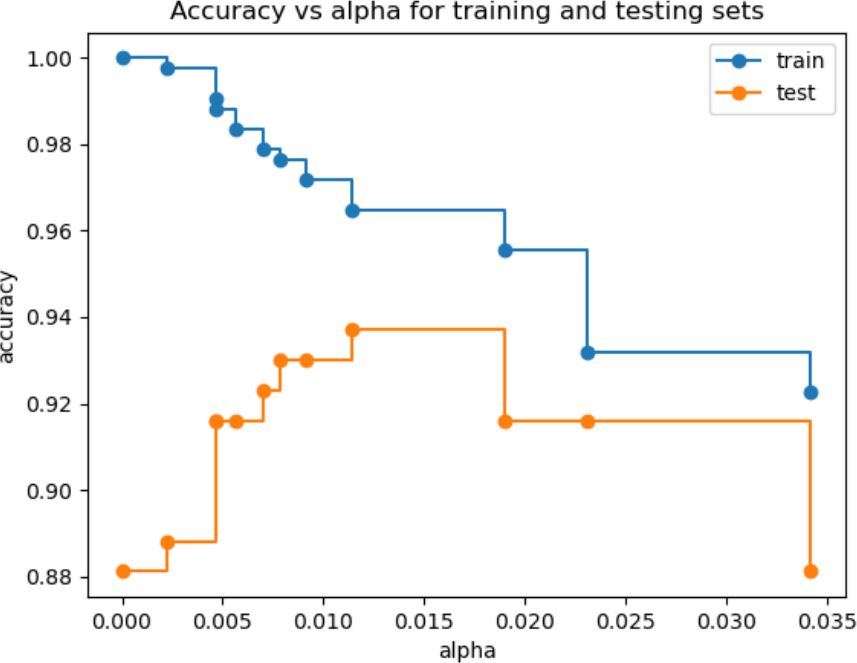 Accuracy vs alpha for training and testing sets
train
test
accuracy
1.00
0.98
0.96
0.94
0.92
0.90
0.88
0.000 0.005 0.010 0.015 0.020 0.025 0.030 0.035
alpha